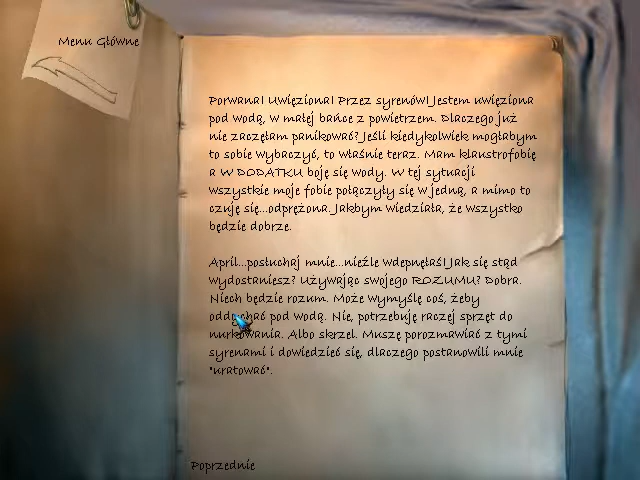 Menu Główne
Porwana! Uwięziona! Przez syrenów! Jestem uwięziona
pod wodą, w małej bańce z powietrzem. Dlaczego już
nie zaczęłam panikować? Jeśli kiedykolwiek mogłabym
to sobie wybaczyć, to właśnie teraz. Mam klaustrofobię
a W DODATKU boję się wody. W tej sytuacji
wszystkie moje fobie połączyły się w jedną, a mimo to
czuję się...odprężona. Jakbym wiedziała, że wszystko
będzie dobrze.
April...posłuchaj mnie...nieźle wdepnęłaś! Jak się stąd
wydostaniesz? Używając swojego ROZUMU? Dobra.
Niech będzie rozum. Może wymyślę coś, żeby
oddychać pod wodą. Nie, potrzebuję raczej sprzęt do
nurkowania. Albo skrzel. Muszę porozmawiać z tymi
syrenami i dowiedzieć się, dlaczego postanowili mnie
"uratować".
Poprzednie